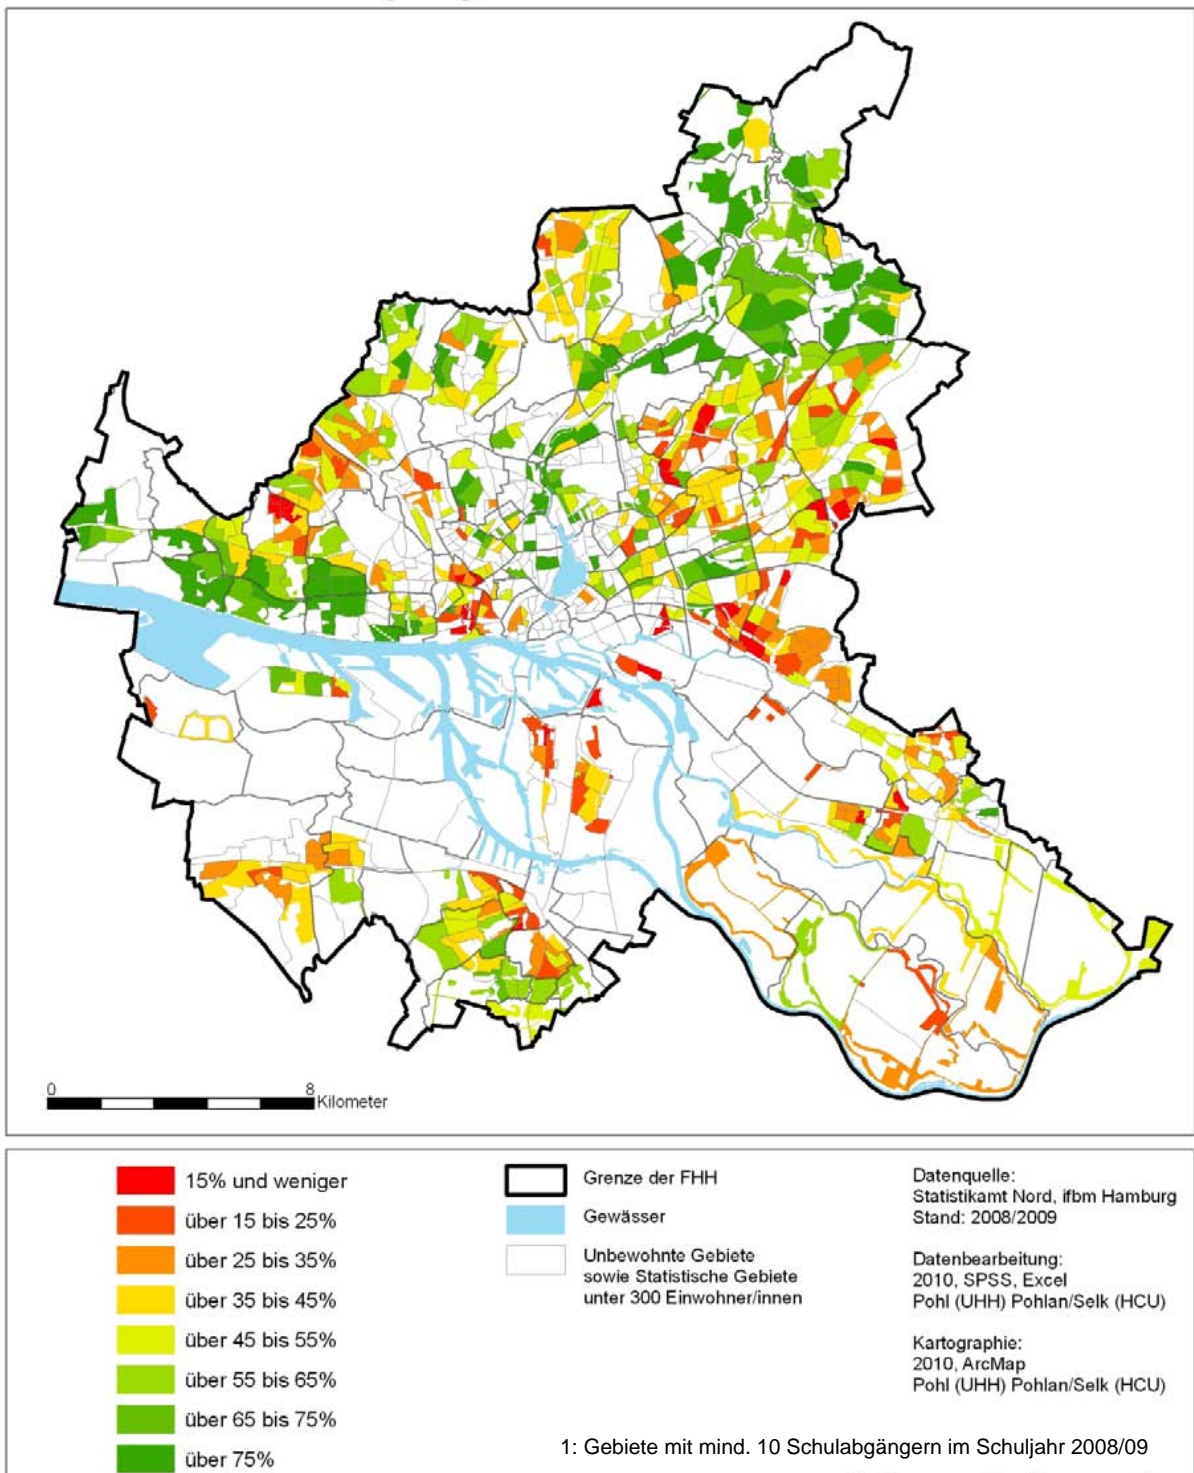 0
8
Kilometer
15% und weniger
über 15 bis 25%
über 25 bis 35%
über 35 bis 45%
über 45 bis 55%
über 55 bis 65%
über 65 bis 75%
über 75%
Grenze der FHH
Gewässer
Unbewohnte Gebiete
sowie Statistische Gebiete
unter 300 Einwohner/innen
Datenquelle:
Statistikamt Nord, ifbm Hamburg
Stand: 2008/2009
Datenbearbeitung:
2010, SPSS, Excel
Pohl (UHH) Pohlan/Selk (HCU)
Kartographie:
2010, ArcMap
Pohl (UHH) Pohlan/Selk (HCU)
1: Gebiete mit mind. 10 Schulabgängern im Schuljahr 2008/09